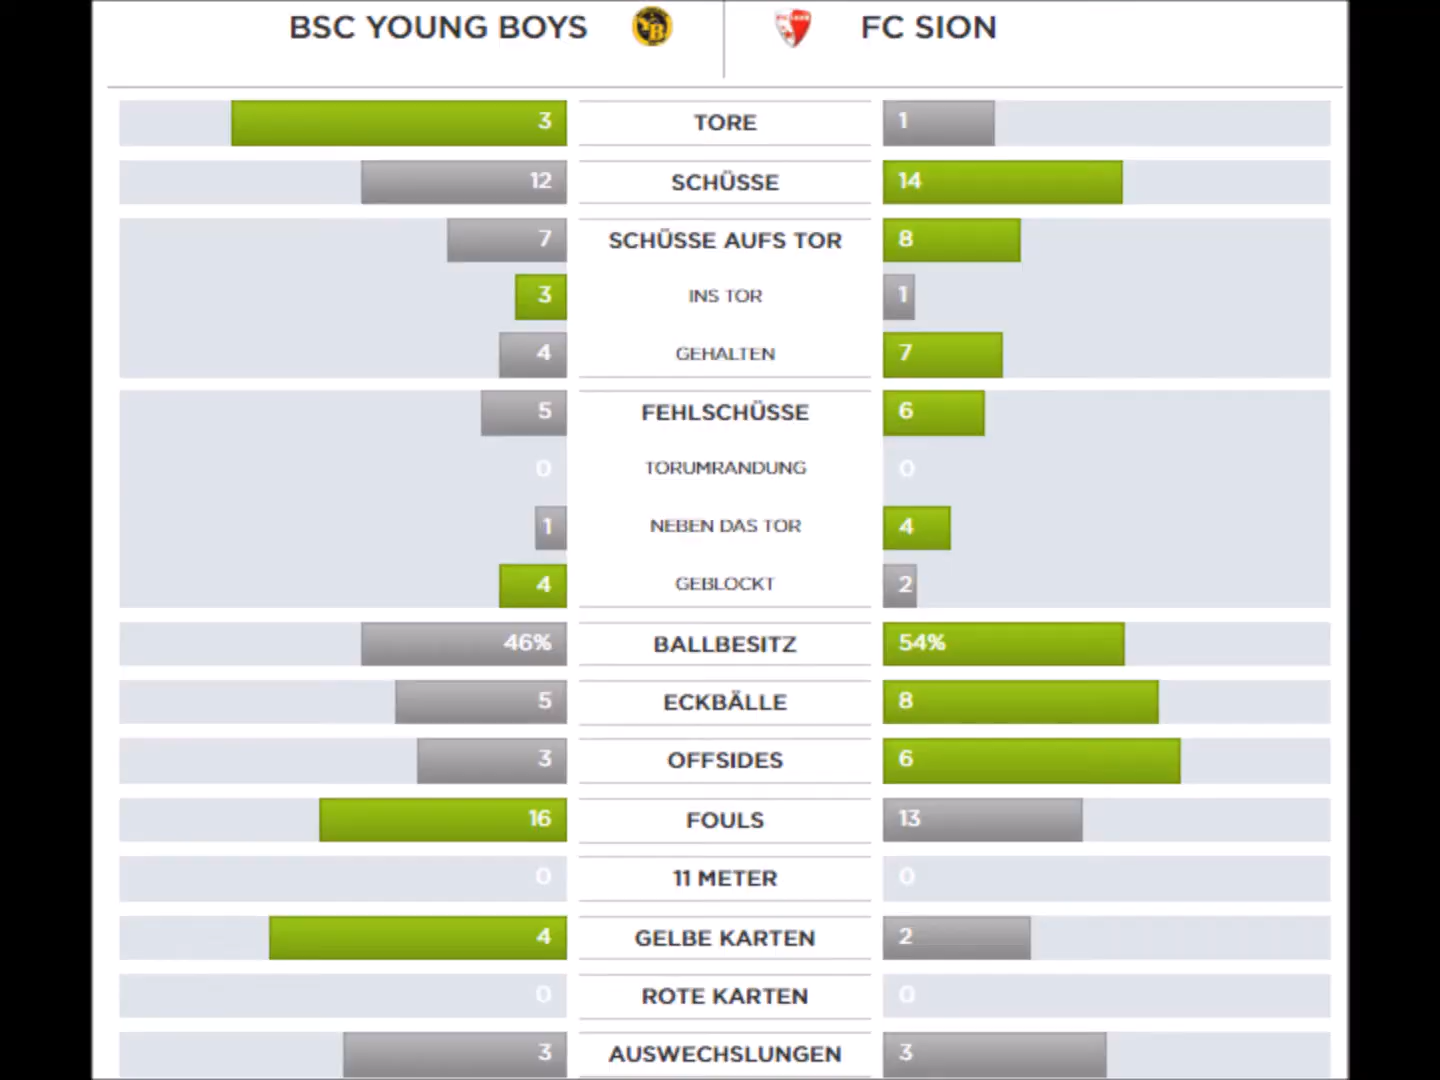 BSC YOUNG BOYS FC SION
3 TORE 1
12 SCHÜSSE 14
7 SCHÜSSE AUFS TOR 8
3 INS TOR 1
4 GEHALTEN 7
5 FEHLSCHÜSSE 6
0 TORUMRANDUNG 0
1 NEBEN DAS TOR 4
4 GEBLOCKT 2
46% BALLBESITZ 54%
5 ECKBÄLLE 8
3 OFFSIDES 6
16 FOULS 13
0 11 METER 0
4 GELBE KARTEN 2
0 ROTE KARTEN 0
3 AUSWECHSLUNGEN 3